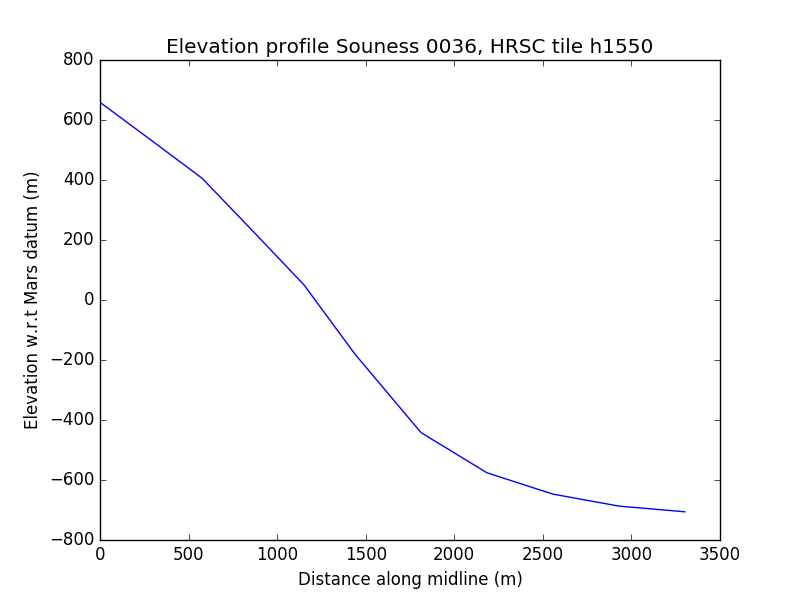 Elevation profile Souness 0036, HRSC tile h1550
800
600
400
200
0
−200
−400
−600
−800
Elevation w.r.t Mars datum (m)
0 500 1000 1500 2000 2500 3000 3500
Distance along midline (m)